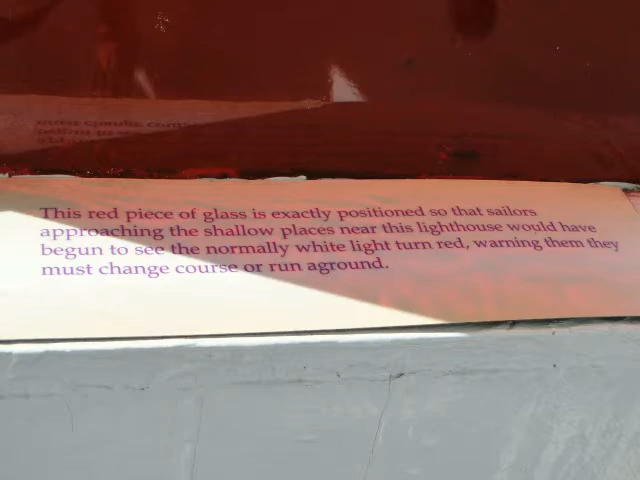 This red piece of glass is exactly positioned so that sailors
approaching the shallow places near this lighthouse would have
begun to see the normally white light turn red, warning them they
must change course or run aground.